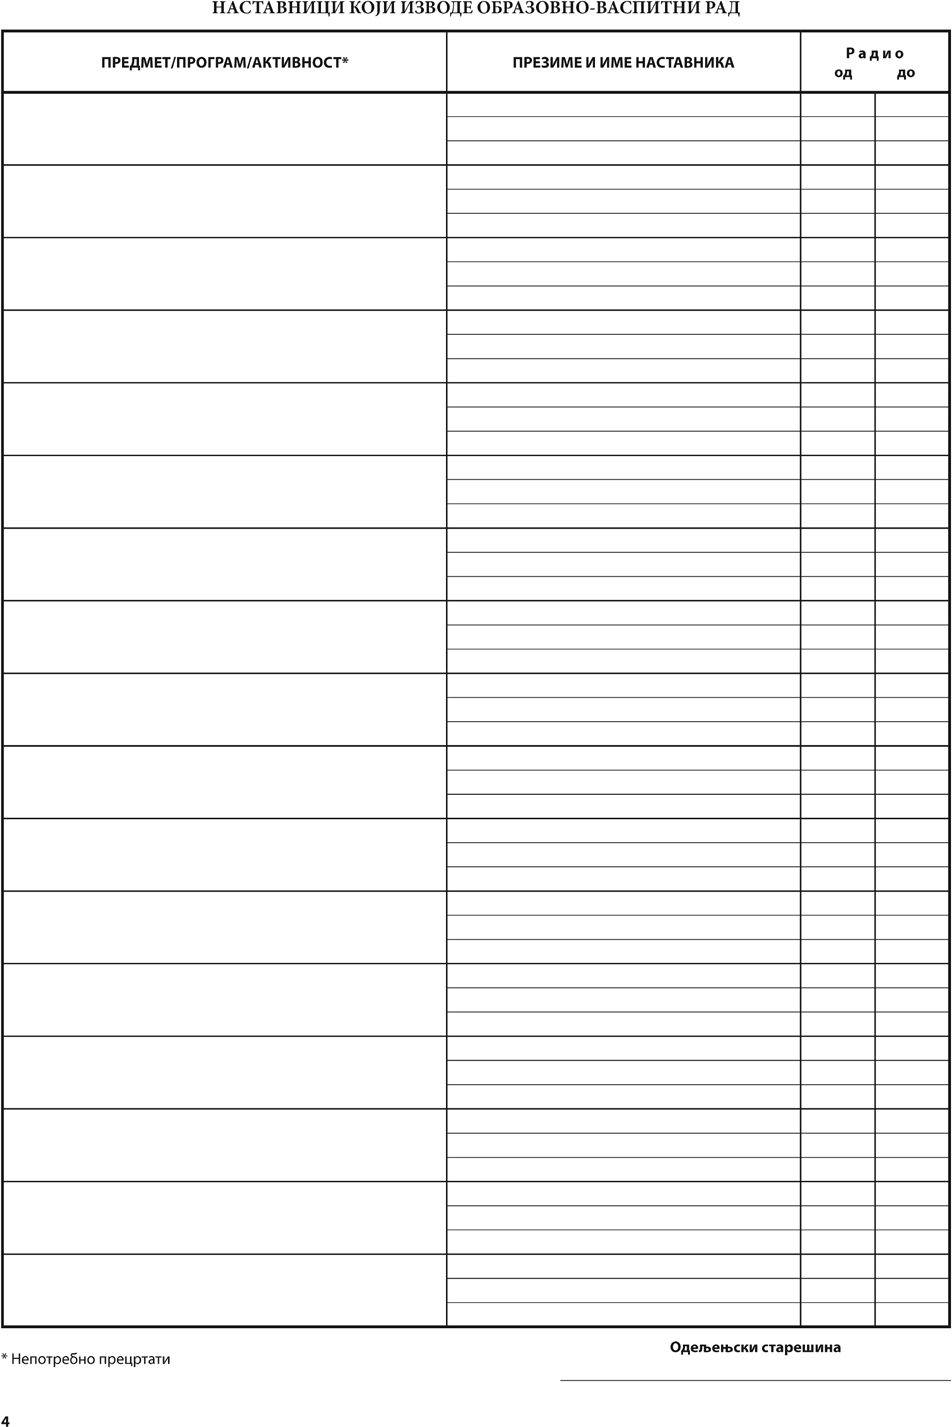 НАСТАВНИЦИ КОЈИ ИЗВОДЕ ОБРАЗОВНО-ВАСПИТНИ РАД
ПРЕДМЕТ/ПРОГРАМ/АКТИВНОСТ*
ПРЕЗИМЕ И ИМЕ НАСТАВНИКА
Р а д и о
од до
* Непотребно прецртати
Одељењски старешина
4